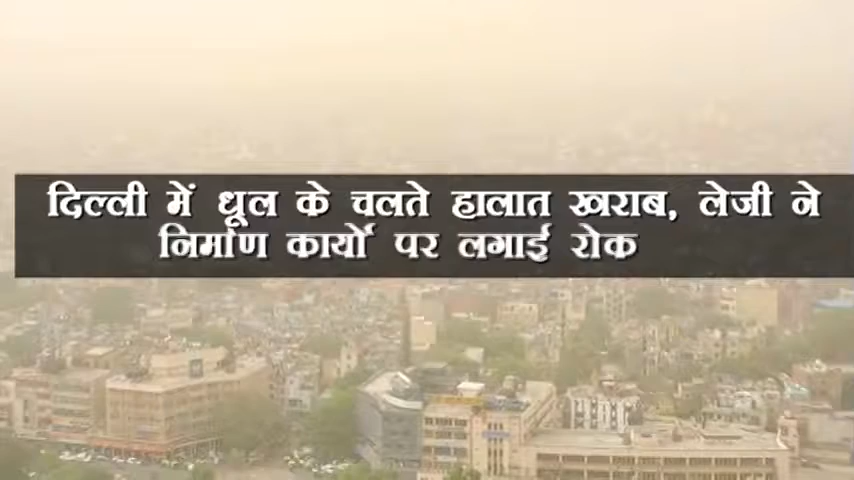 दिल्ली में धूल के चलते हालात खराब, लेजी ने
निर्माण कार्यों पर लगाई रोक